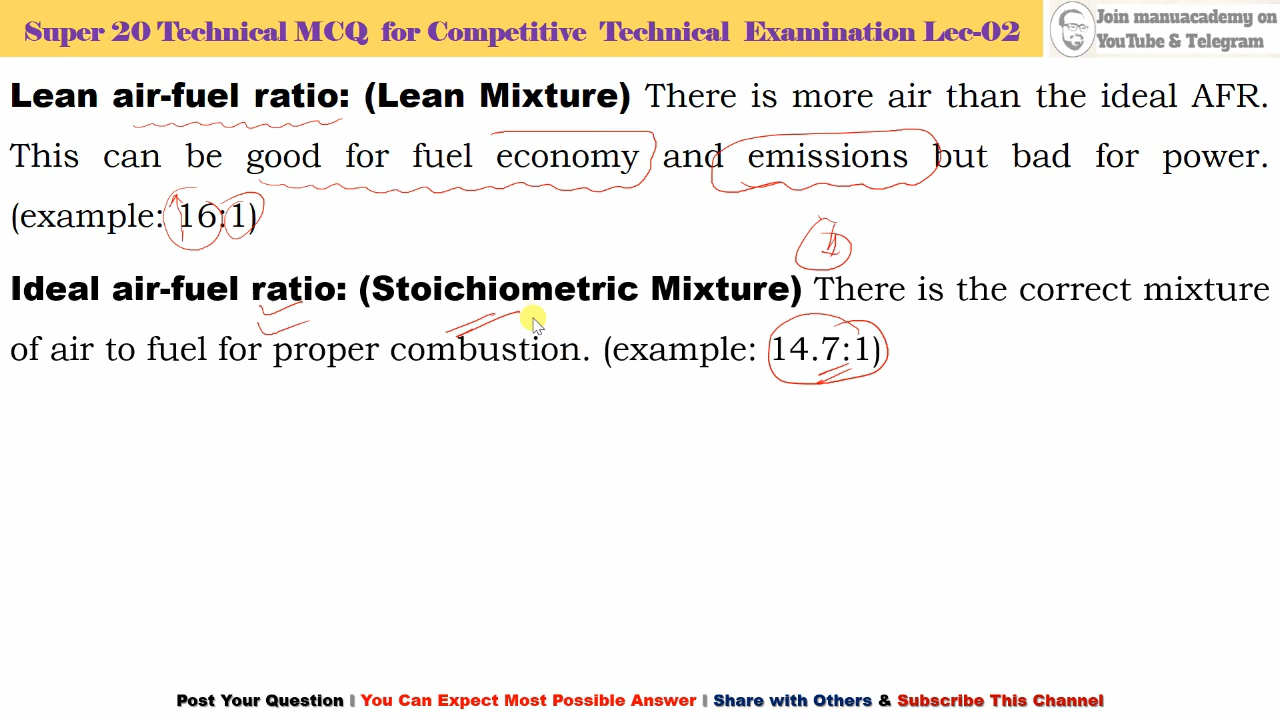 Super 20 Technical MCQ for Competitive Technical Examination Lec-02
Join manuacademy on
YouTube & Telegram
Lean air-fuel ratio: (Lean Mixture) There is more air than the ideal AFR.
This can be good for fuel economy and emissions but bad for power.
(example: 16:1)
Ideal air-fuel ratio: (Stoichiometric Mixture) There is the correct mixture
of air to fuel for proper combustion. (example: 14.7:1)
Post Your Question | You Can Expect Most Possible Answer | Share with Others & Subscribe This Channel